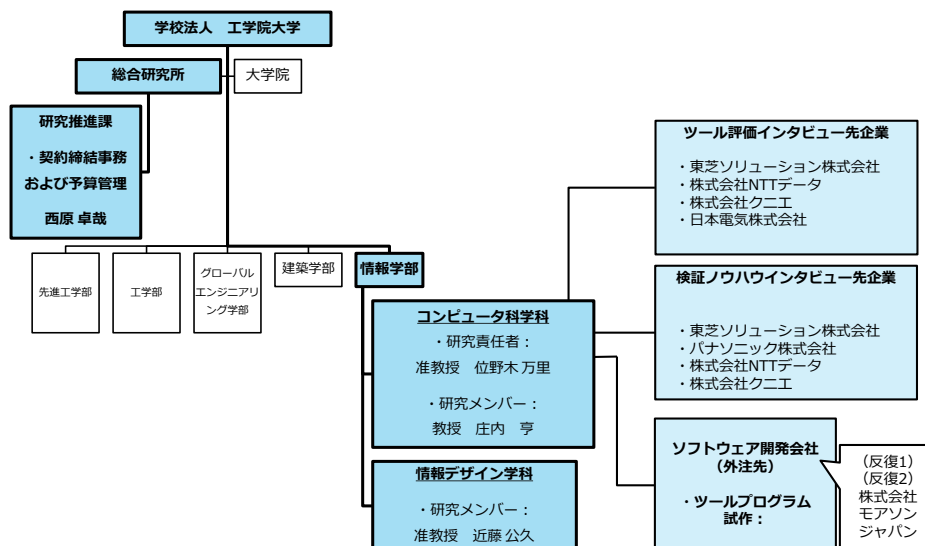 学校法人　工学院大学
総合研究所
大学院
研究推進課
・契約締結事務
および予算管理
西原 卓哉
先進工学部
工学部
グローバル
エンジニアリ
ング学部
建築学部
情報学部
コンピュータ科学科
・研究責任者：
准教授　位野木 万里
・研究メンバー：
教授　庄内　亨
情報デザイン学科
・研究メンバー：
准教授　近藤 公久
ツール評価インタビュー先企業
・東芝ソリューション株式会社
・株式会社NTTデータ
・株式会社クニエ
・日本電気株式会社
検証ノウハウインタビュー先企業
・東芝ソリューション株式会社
・パナソニック株式会社
・株式会社NTTデータ
・株式会社クニエ
ソフトウェア開発会社
（外注先）
・ツールプログラム
試作：
（反復1）
（反復2）
株式会社
モアソン
ジャパン